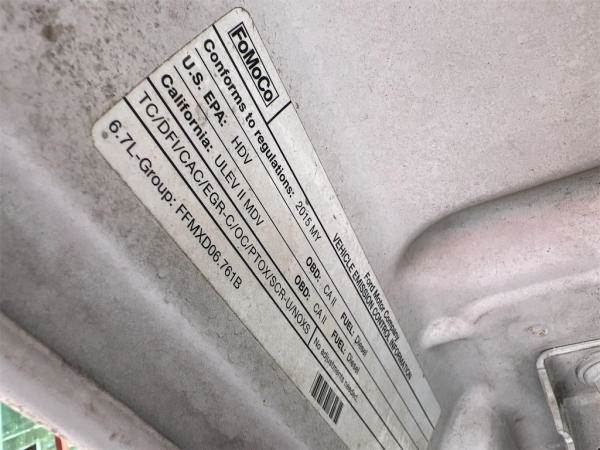 FoMoCo
Ford Motor Company
VEHICLE EMISSION CONTROL INFORMATION
Conforms to regulations: 2015 MY
U.S. EPA: HDV OBD: CA II FUEL: Diesel
California: ULEV II MDV OBD: CA II FUEL: Diesel
TC/DFI/CAC/EGR-C/OC/PTOX/SCR-U/NOXS No adjustments needed.
6.7L-Group: FFMXD06.761B